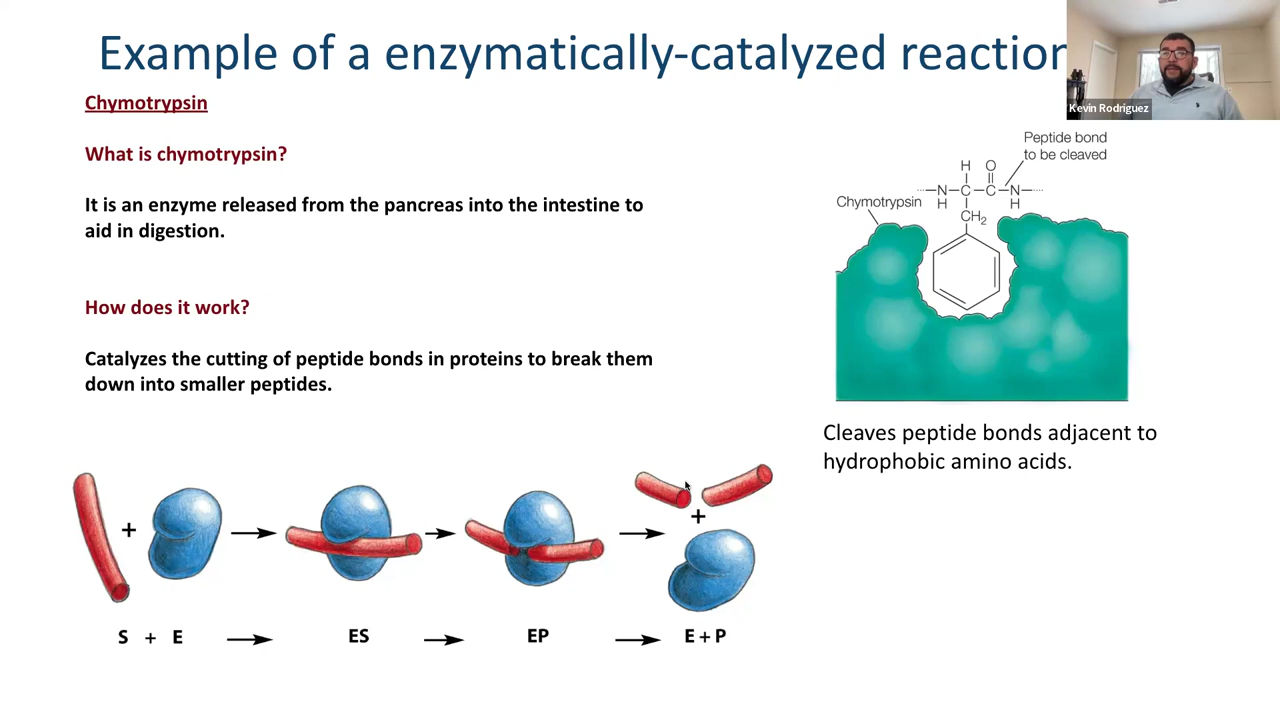 Example of a enzymatically-catalyzed reaction
Kevin Rodriguez
Chymotrypsin
What is chymotrypsin?
It is an enzyme released from the pancreas into the intestine to
aid in digestion.
How does it work?
Catalyzes the cutting of peptide bonds in proteins to break them
down into smaller peptides.
Peptide bond
to be cleaved
H O
N C C N
H H
CH2
Chymotrypsin
Cleaves peptide bonds adjacent to
hydrophobic amino acids.
+ +
S + E ES EP E + P